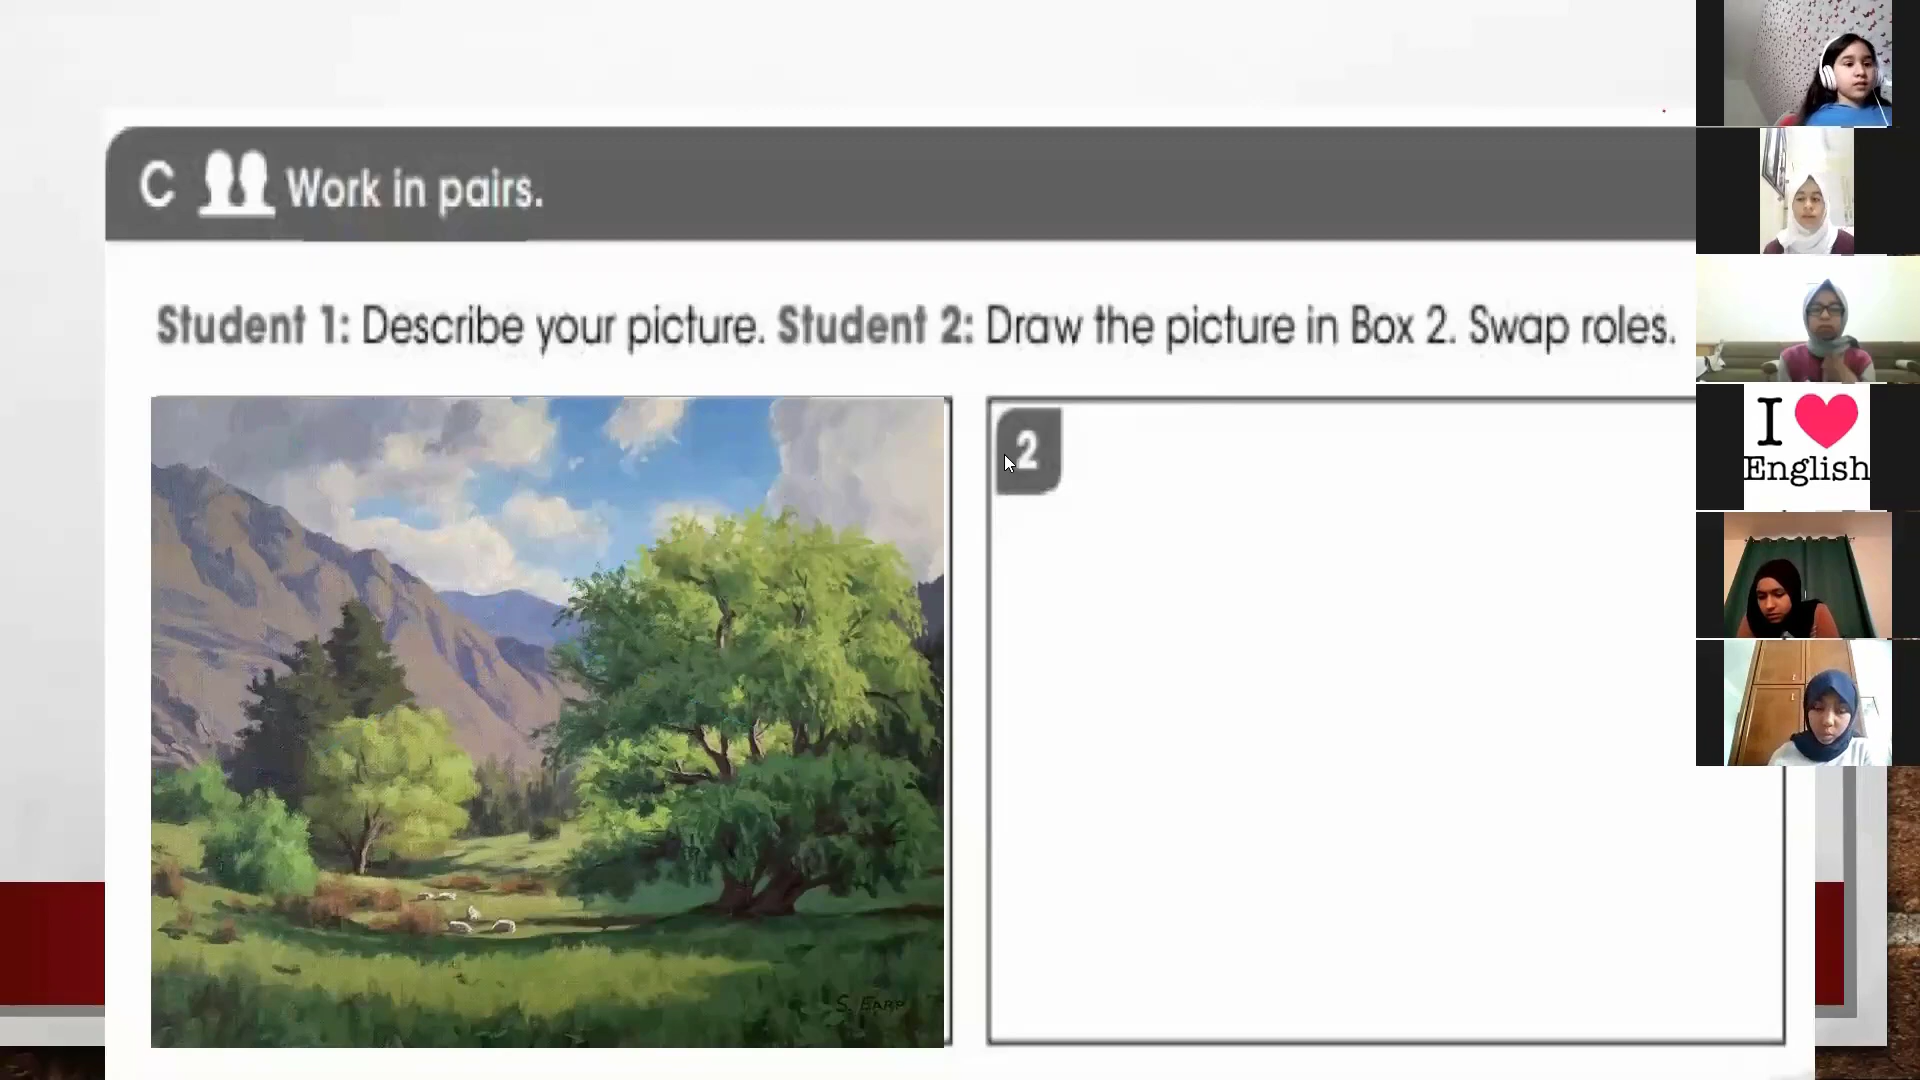 C Work in pairs.
Student 1: Describe your picture. Student 2: Draw the picture in Box 2. Swap roles.
2
S. EARP
I
English